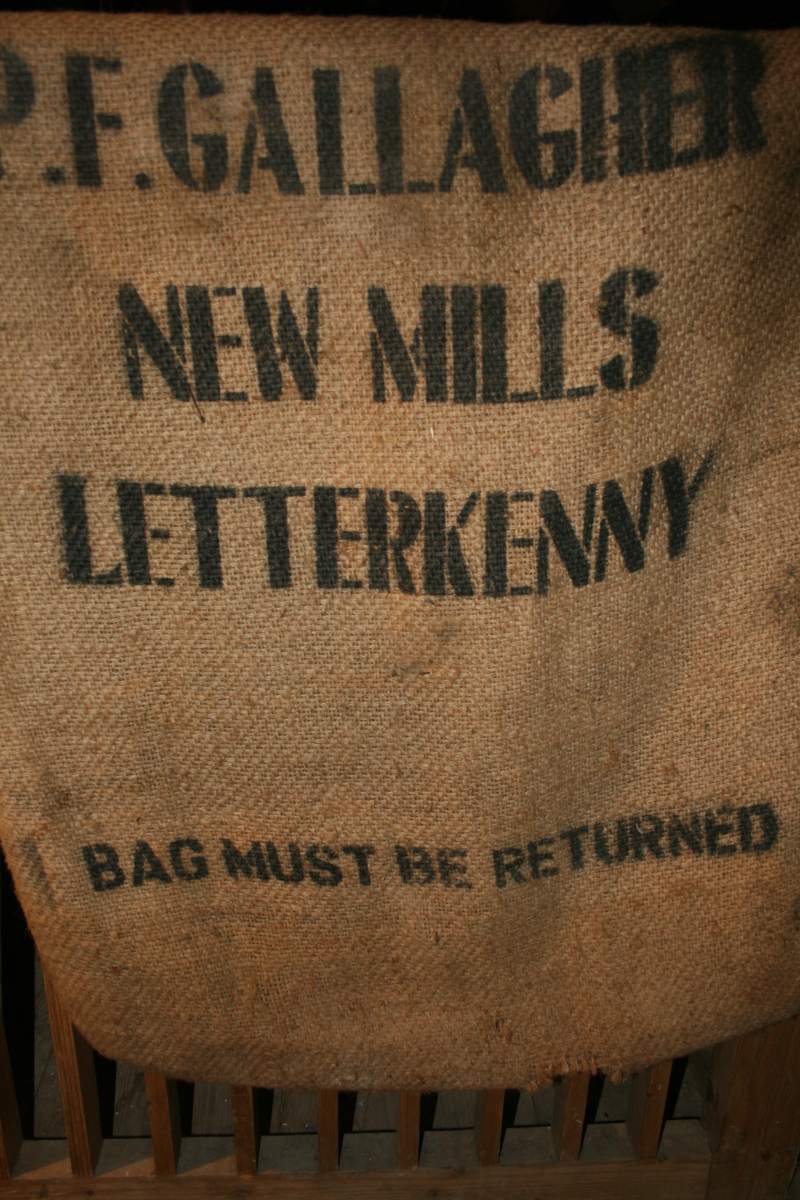 P.F.GALLAGHER
NEW MILLS
LETTERKENNY
BAG MUST BE RETURNED